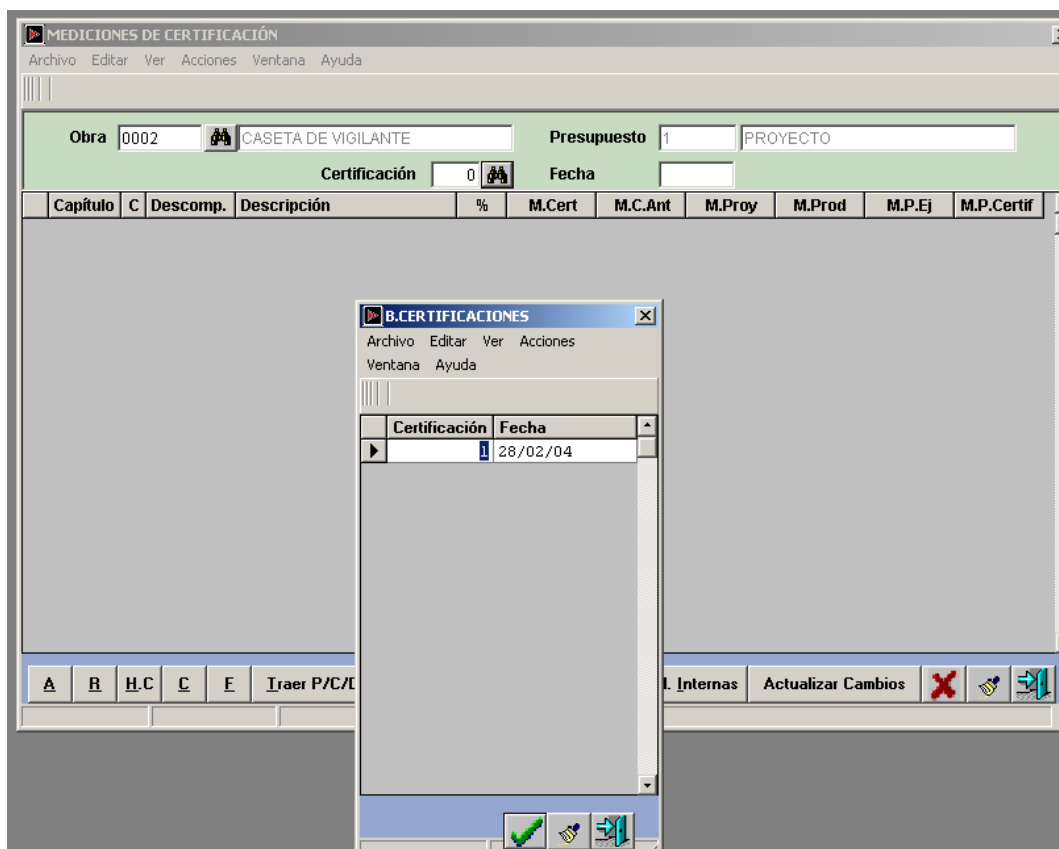 MEDICIONES DE CERTIFICACIÓN
Archivo Editar Ver Acciones Ventana Ayuda
Obra 0002 CASETA DE VIGILANTE Presupuesto 1 PROYECTO
Certificación 0 Fecha
Capítulo C Descomp. Descripción % M.Cert M.C.Ant M.Proy M.Prod M.P.Ej M.P.Certif
B.CERTIFICACIONES
Archivo Editar Ver Acciones
Ventana Ayuda
Certificación Fecha
1 28/02/04
A R H.C C F Traer P/C/D l. Internas Actualizar Cambios